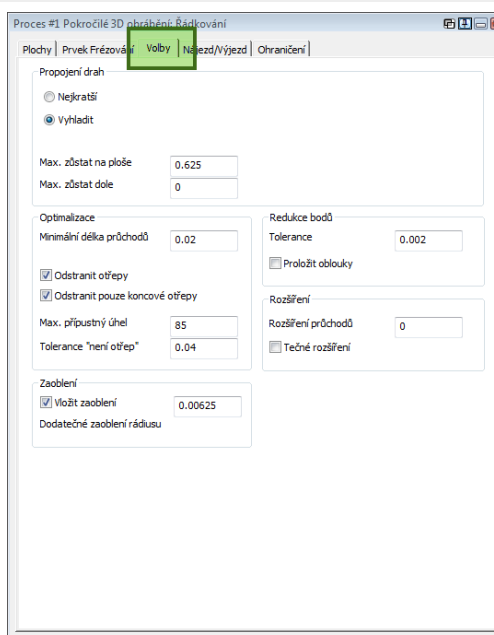 Proces #1 Pokročilé 3D obrábění: Řádkování
Plochy Prvek Frézování Volby Nájezd/Výjezd Ohraničení
Propojení drah
Nejkratší
Vyhladit
Max. zůstat na ploše 0.625
Max. zůstat dole 0
Optimalizace
Minimální délka průchodů 0.02
Odstranit otřepy
Odstranit pouze koncové otřepy
Max. přípustný úhel 85
Tolerance "není otřep" 0.04
Redukce bodů
Tolerance 0.002
Proložit oblouky
Rozšíření
Rozšíření průchodů 0
Tečné rozšíření
Zaoblení
Vložit zaoblení 0.00625
Dodatečné zaoblení rádiusu